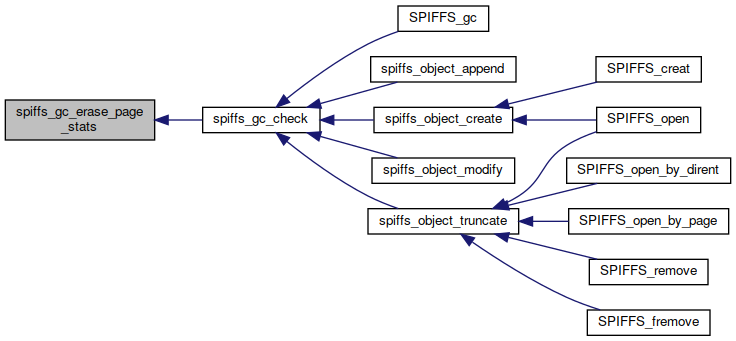 spiffs_gc_erase_page
_stats
spiffs_gc_check
SPIFFS_gc
spiffs_object_append
spiffs_object_create
spiffs_object_modify
spiffs_object_truncate
SPIFFS_creat
SPIFFS_open
SPIFFS_open_by_dirent
SPIFFS_open_by_page
SPIFFS_remove
SPIFFS_fremove